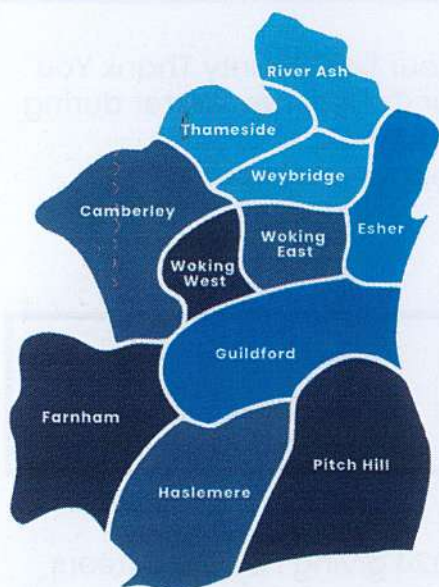 River Ash
Thameside
Weybridge
Camberley
Esher
Woking
East
Woking
West
Guildford
Farnham
Pitch Hill
Haslemere